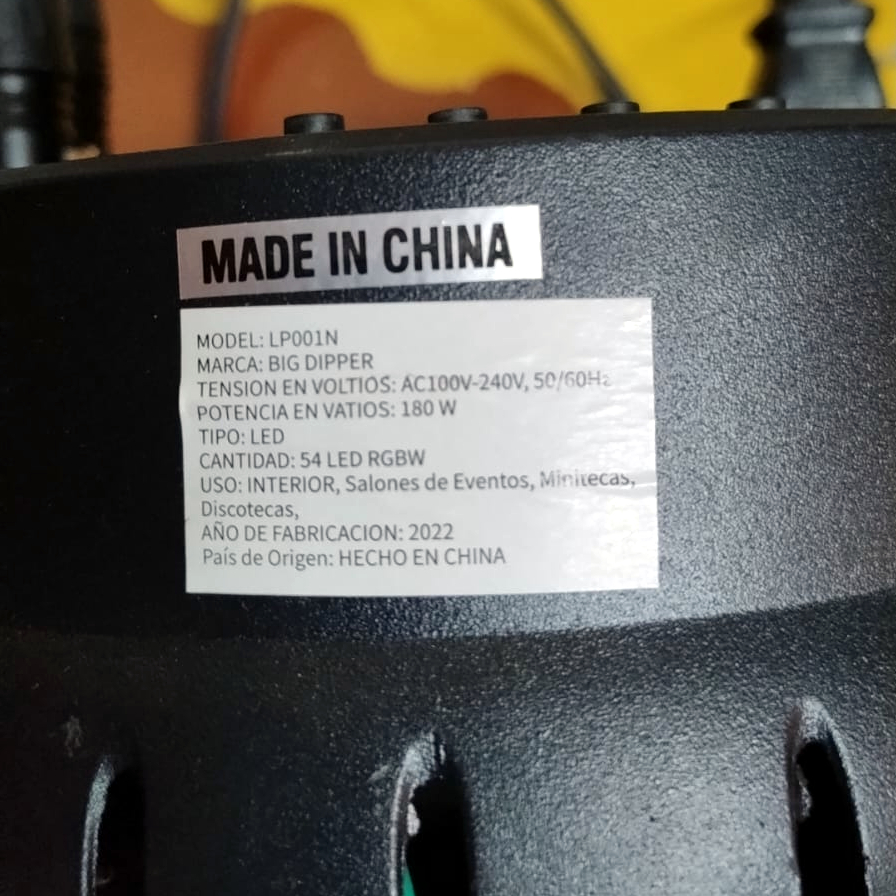 MADE IN CHINA
MODEL: LP001N
MARCA: BIG DIPPER
TENSION EN VOLTIOS: AC100V-240V, 50/60Hz
POTENCIA EN VATIOS: 180 W
TIPO: LED
CANTIDAD: 54 LED RGBW
USO: INTERIOR, Salones de Eventos, Minitecas,
Discotecas,
AÑO DE FABRICACION: 2022
País de Origen: HECHO EN CHINA